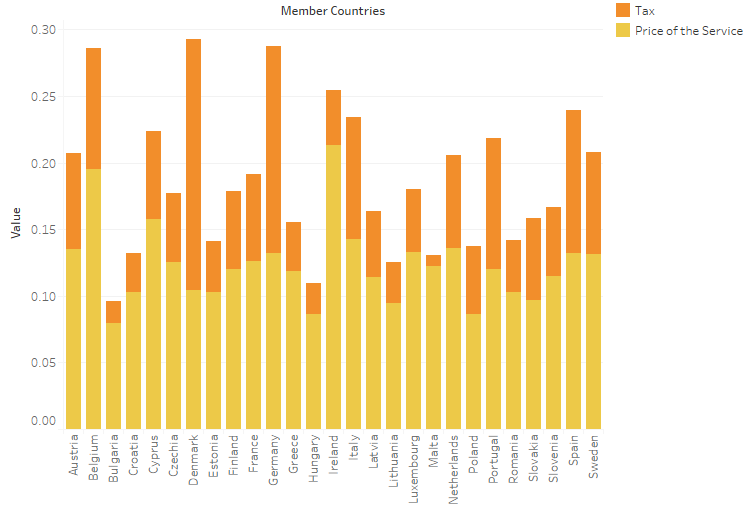 Member Countries
Tax
Price of the Service
0.30
0.25
0.20
0.15
0.10
0.05
0.00
Value
Austria
Belgium
Bulgaria
Croatia
Cyprus
Czechia
Denmark
Estonia
Finland
France
Germany
Greece
Hungary
Ireland
Italy
Latvia
Lithuania
Luxembourg
Malta
Netherlands
Poland
Portugal
Romania
Slovakia
Slovenia
Spain
Sweden